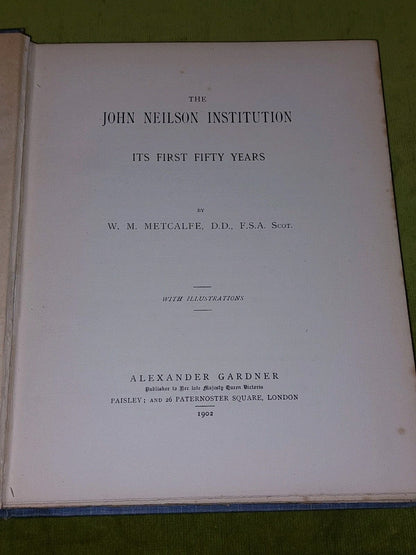 THE
JOHN NEILSON INSTITUTION
ITS FIRST FIFTY YEARS
BY
W. M. METCALFE, D.D., F.S.A. SCOT.
WITH ILLUSTRATIONS
ALEXANDER GARDNER
Publisher to Her late Majesty Queen Victoria
PAISLEY; AND 26 PATERNOSTER SQUARE, LONDON
1902